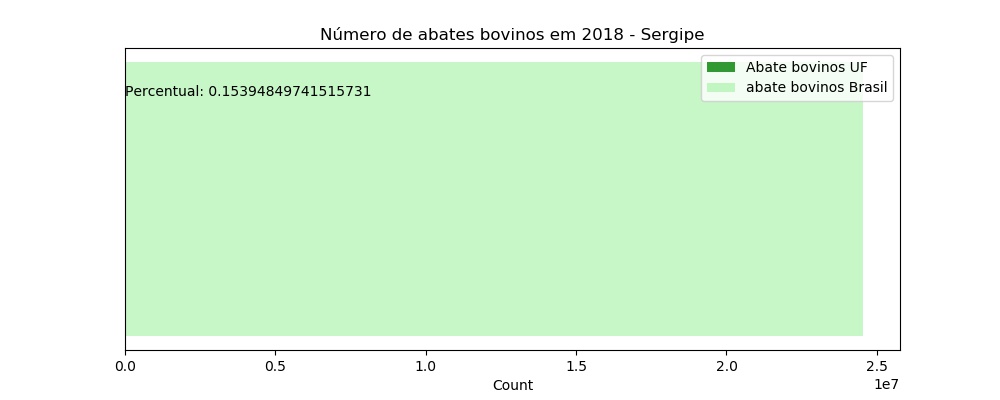 Número de abates bovinos em 2018 - Sergipe
Abate bovinos UF
abate bovinos Brasil
Percentual: 0.15394849741515731
0.0 0.5 1.0 1.5 2.0 2.5
1e7
Count